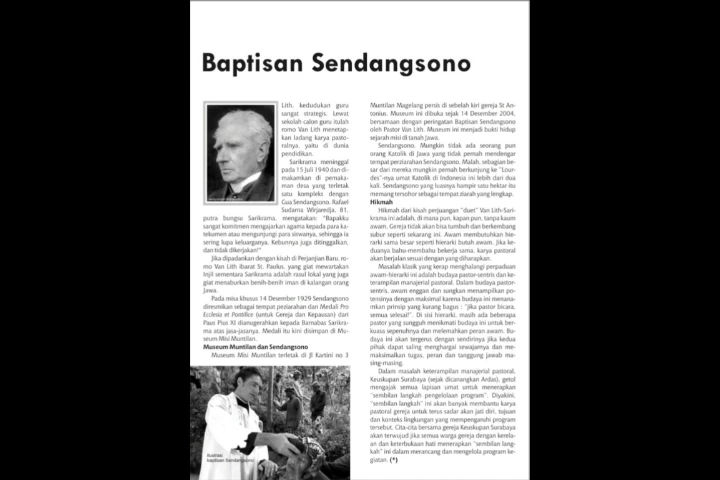 Baptisan Sendangsono
Lith, kedudukan guru
sangat strategis. Lewat
sekolah calon guru itulah
romo Van Lith menetap-
kan ladang karya pasto-
ralnya, yaitu di dunia
pendidikan.
Sarikrama meninggal
pada 15 Juli 1940 dan di-
makamkan di pemaka-
man desa yang terletak
satu kompleks dengan
Gua Sendangsono. Rafael
Sudarna Wirjaredja, 81,
putra bungsu Sarikrama, mengatakan: "Bapakku
sangat komitmen mengajarkan agama kepada para ka-
tekumen atau mengunjungi para siswanya, sehingga ia
sering lupa keluarganya. Kebunnya juga ditinggalkan,
dan tidak dikerjakan!"
Jika dipadankan dengan kisah di Perjanjian Baru, ro-
mo Van Lith ibarat St. Paulus, yang giat mewartakan
Injil sementara Sarikrama adalah rasul lokal yang juga
giat menaburkan benih-benih iman di kalangan orang
Jawa.
Pada misa khusus 14 Desember 1929 Sendangsono
diresmikan sebagai tempat peziarahan dan Medali Pro
Ecclesia et Pontifice (untuk Gereja dan Kepausan) dari
Paus Pius XI dianugerahkan kepada Barnabas Sarikra-
ma atas jasa-jasanya. Medali itu kini disimpan di Mu-
seum Misi Muntilan.
Museum Muntilan dan Sendangsono
Museum Misi Muntilan terletak di Jl Kartini no 3
Ilustrasi
baptisan Sendangsono
Muntilan Magelang persis di sebelah kiri gereja St An-
tonius. Museum ini dibuka sejak 14 Desember 2004,
bersamaan dengan peringatan Baptisan Sendangsono
oleh Pastor Van Lith. Museum ini menjadi bukti hidup
sejarah misi di tanah Jawa.
Sendangsono. Mungkin tidak ada seorang pun
orang Katolik di Jawa yang tidak pernah mendengar
tempat perziarahan Sendangsono. Malah, sebagian be-
sar dari mereka mungkin pernah berkunjung ke "Lour-
des"-nya umat Katolik di Indonesia ini lebih dari dua
kali. Sendangsono yang luasnya hampir satu hektar itu
memang tersohor sebagai tempat ziarah yang lengkap.
Hikmah
Hikmah dari kisah perjuangan "duet" Van Lith-Sari-
krama ini adalah, di mana pun, kapan pun, tanpa kaum
awam, Gereja tidak akan bisa tumbuh dan berkembang
subur seperti sekarang ini. Awam membutuhkan hie-
rarki sama besar seperti hierarki butuh awam. Jika ke-
duanya bahu-membahu bekerja sama, karya pastoral
akan berjalan sesuai dengan yang diharapkan.
Masalah klasik yang kerap menghalangi perpaduan
awam-hierarki ini adalah budaya pastor-sentris dan ke-
terampilan manajerial pastoral. Dalam budaya pastor-
sentris, awam enggan dan sungkan menampilkan po-
tensinya dengan maksimal karena budaya ini menana-
mkan prinsip yang kurang bagus : "jika pastor bicara,
semua selesai!". Di sisi hierarki, masih ada beberapa
pastor yang sungguh menikmati budaya ini untuk ber-
kuasa sepenuhnya dan melemahkan peran awam. Bu-
daya ini akan tergerus dengan sendirinya jika kedua
pihak dapat saling menghargai sewajarnya dan me-
maksimalkan tugas, peran dan tanggung jawab ma-
sing-masing.
Dalam masalah keterampilan manajerial pastoral,
Keuskupan Surabaya (sejak dicanangkan Ardas), getol
mengajak semua lapisan umat untuk menerapkan
"sembilan langkah pengelolaan program". Diyakini,
"sembilan langkah" ini akan banyak membantu karya
pastoral gereja untuk terus sadar akan jati diri, tujuan
dan konteks lingkungan yang mempengaruhi program
tersebut. Cita-cita bersama gereja Keuskupan Surabaya
akan terwujud jika semua warga gereja dengan kerela-
an dan keterbukaan hati menerapkan "sembilan lang-
kah" ini dalam merancang dan mengelola program ke-
giatan. (*)